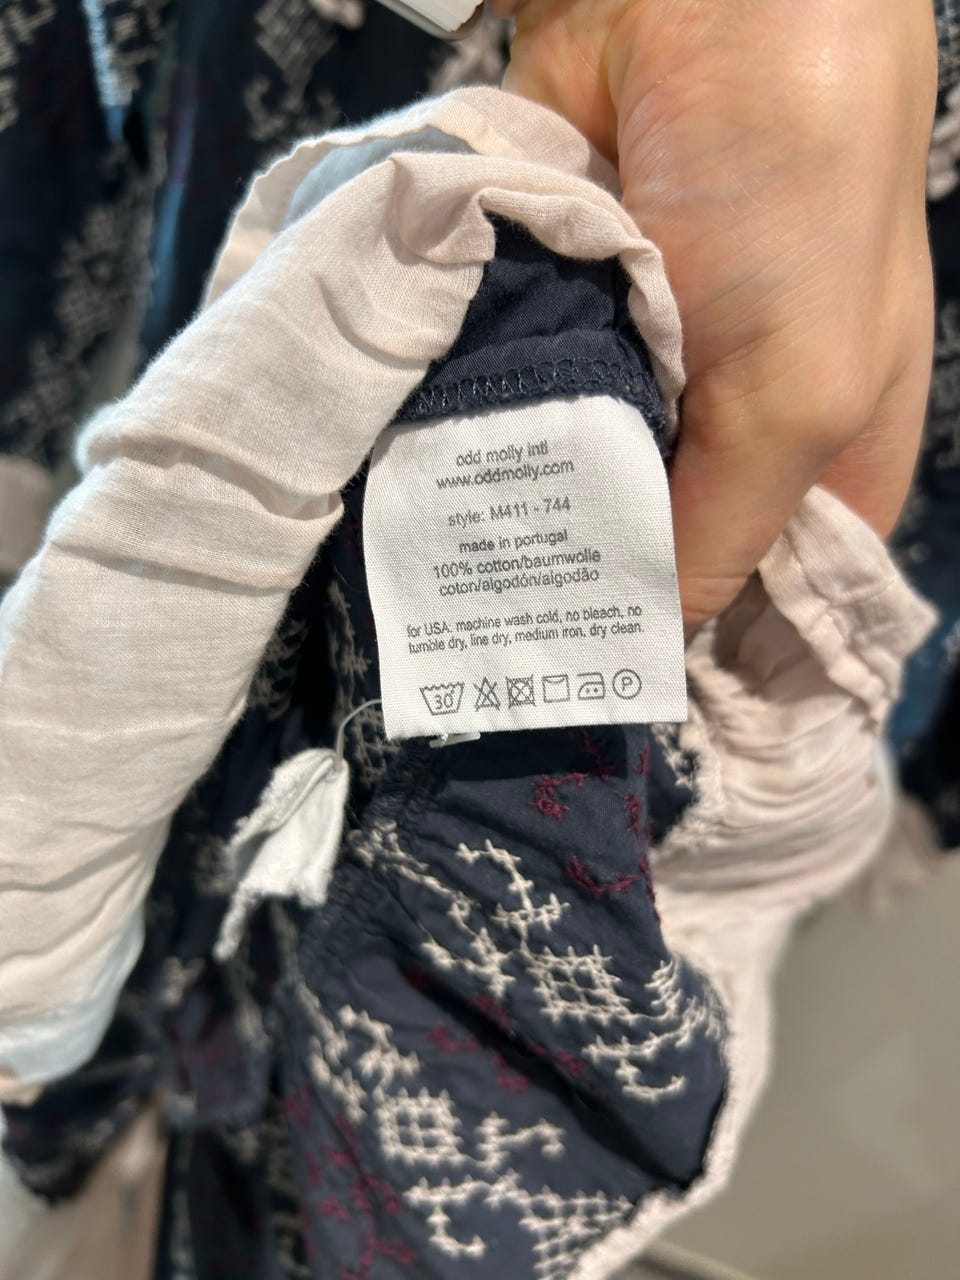 odd molly intl
www.oddmolly.com
style: M411 - 744
made in portugal
100% cotton/baumwolle
coton/algodón/algodão
for USA, machine wash cold, no bleach, no
tumble dry, line dry, medium iron, dry clean.
30 P